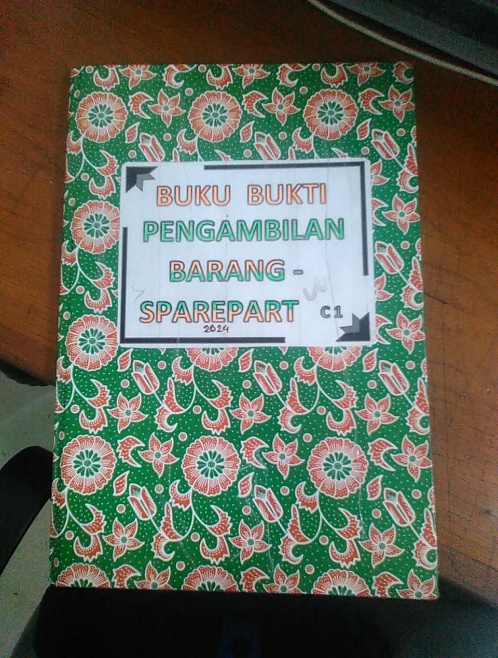 BUKU BUKTI
PENGAMBILAN
BARANG -
SPAREPART C1
2024